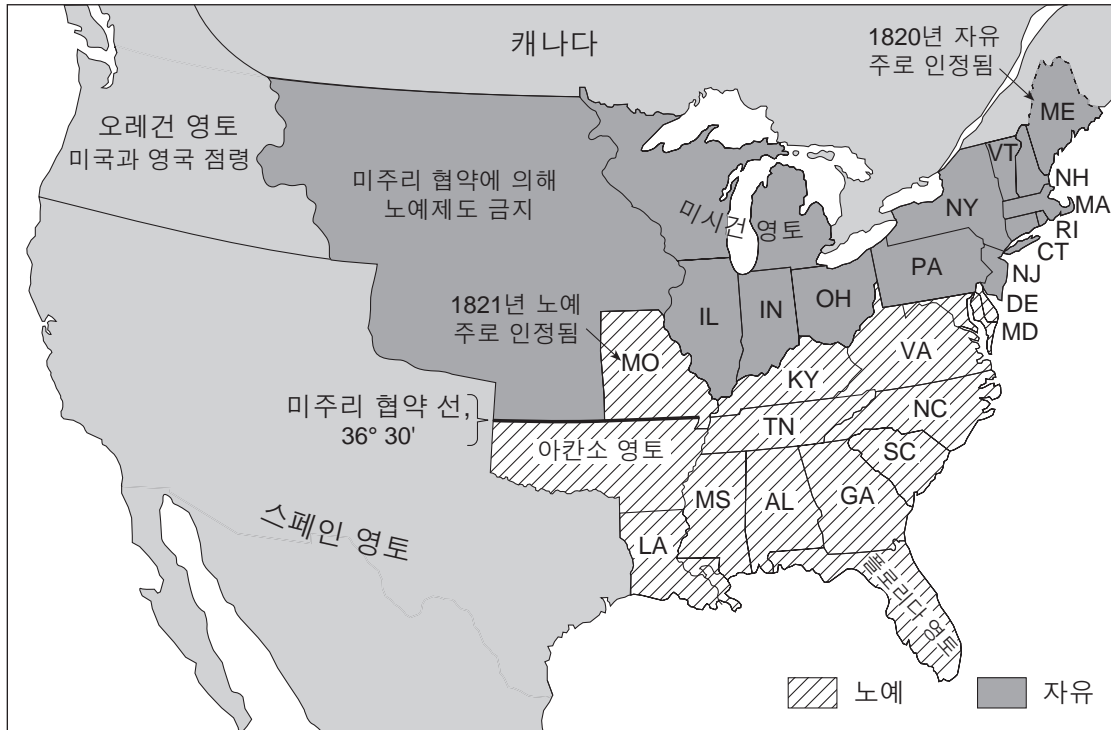 캐나다
1820년 자유
주로 인정됨
ME
오레건 영토
미국과 영국 점령
미주리 협약에 의해
노예제도 금지
미시건 영토
VT
NH
MA
NY
RI
CT
PA
NJ
1821년 노예
주로 인정됨
IL
IN
OH
DE
MD
MO
VA
KY
미주리 협약 선,
36° 30'
NC
TN
아칸소 영토
SC
MS
AL
GA
스페인 영토
LA
플로리다 영토
노예
자유